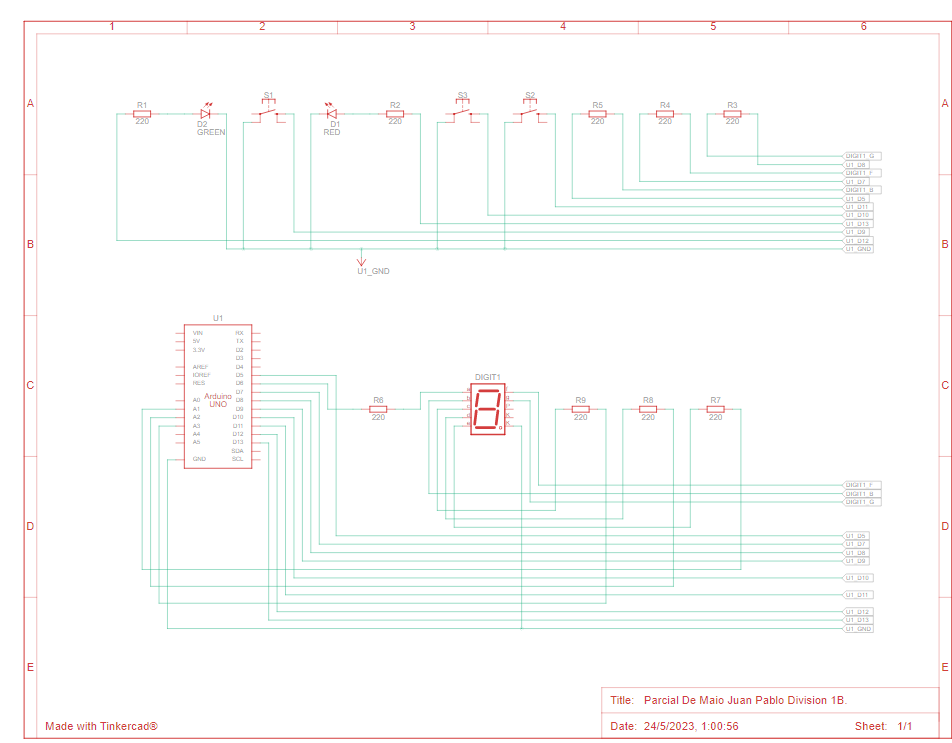 1 2 3 4 5 6
A A
R1
220
D2
GREEN
S1
D1
RED
R2
220
S3
S2
R5
220
R4
220
R3
220
DIGIT1_G
U1_D8
DIGIT1_F
U1_D7
DIGIT1_B
U1_D5
U1_D11
U1_D10
U1_D13
U1_D9
U1_D12
U1_GND
B B
U1_GND
U1
VIN RX
5V TX
3.3V D2
D3
AREF D4
IOREF D5
RES D6
D7
A0 D8
A1 D9
A2 D10
A3 D11
A4 D12
A5 D13
SDA
GND SCL
Arduino
UNO
C C
R6
220
DIGIT1
R9
220
R8
220
R7
220
DIGIT1_F
DIGIT1_B
DIGIT1_G
D D
U1_D5
U1_D7
U1_D8
U1_D9
U1_D10
U1_D11
U1_D12
U1_D13
U1_GND
E E
Title: Parcial De Maio Juan Pablo Division 1B.
Made with Tinkercad®
Date: 24/5/2023, 1:00:56 Sheet: 1/1